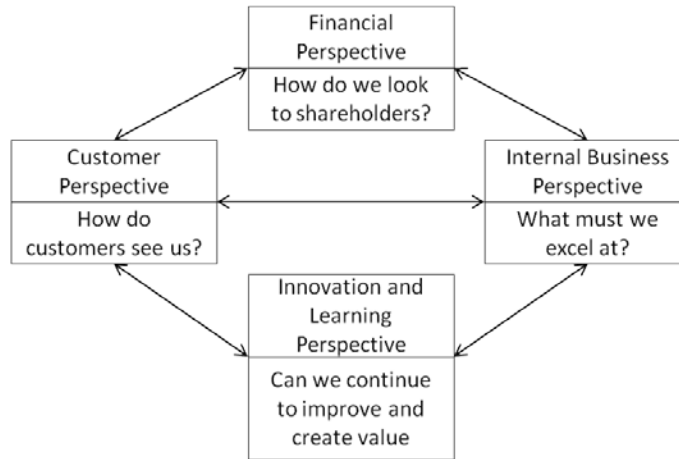 Financial
Perspective
How do we look
to shareholders?
Customer
Perspective
How do
customers see us?
Internal Business
Perspective
What must we
excel at?
Innovation and
Learning
Perspective
Can we continue
to improve and
create value